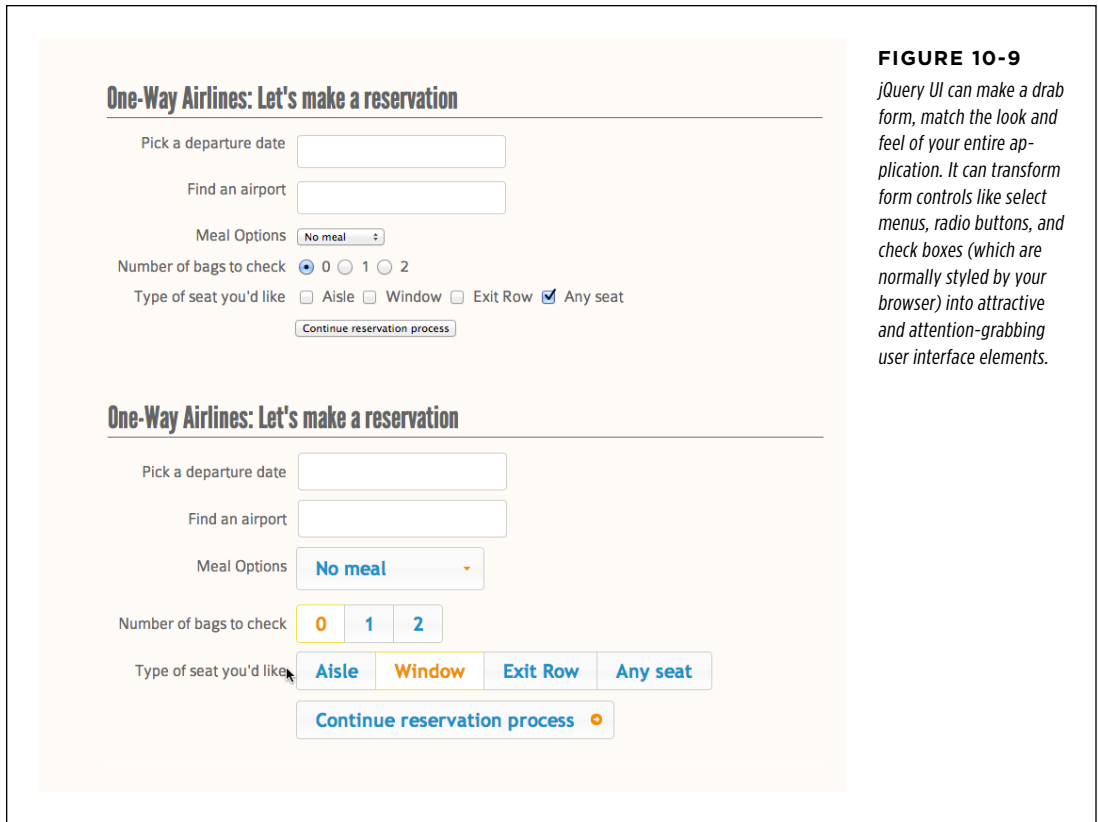 One-Way Airlines: Let's make a reservation
Pick a departure date
Find an airport
Meal Options No meal
Number of bags to check 0 1 2
Type of seat you'd like Aisle Window Exit Row Any seat
Continue reservation process
One-Way Airlines: Let's make a reservation
Pick a departure date
Find an airport
Meal Options No meal
Number of bags to check 0 1 2
Type of seat you'd like Aisle Window Exit Row Any seat
Continue reservation process
FIGURE 10-9
jQuery UI can make a drab
form, match the look and
feel of your entire ap-
plication. It can transform
form controls like select
menus, radio buttons, and
check boxes (which are
normally styled by your
browser) into attractive
and attention-grabbing
user interface elements.